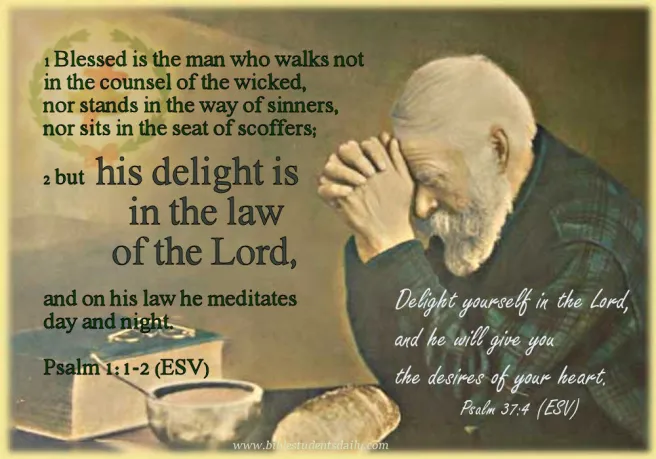 1 Blessed is the man who walks not
in the counsel of the wicked,
nor stands in the way of sinners,
nor sits in the seat of scoffers;
2 but his delight is
in the law
of the Lord,
and on his law he meditates
day and night.
Psalm 1:1-2 (ESV)
Delight yourself in the Lord,
and he will give you
the desires of your heart.
Psalm 37:4 (ESV)
www.biblestudentsdaily.com